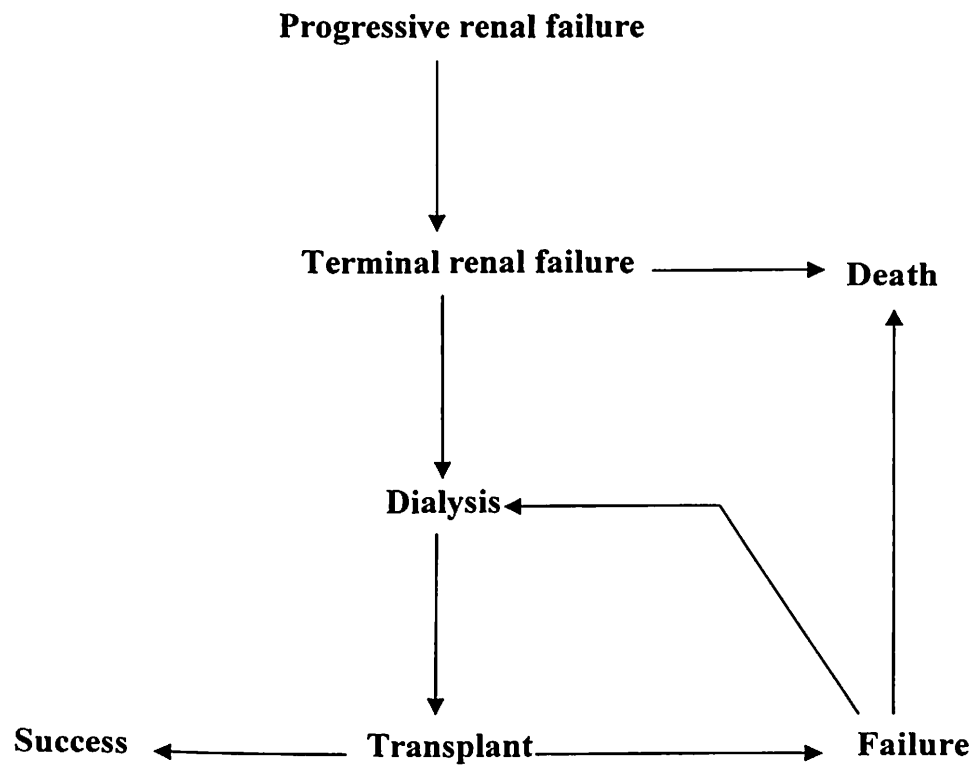 Progressive renal failure
Terminal renal failure
Death
Dialysis
Success
Transplant
Failure